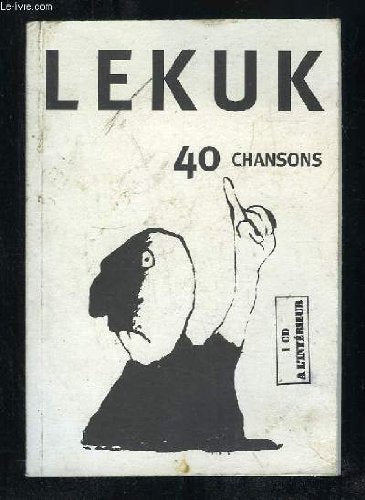 Le-livre.com
LEKUK
40 CHANSONS
1 CD
A L'INTÉRIEUR